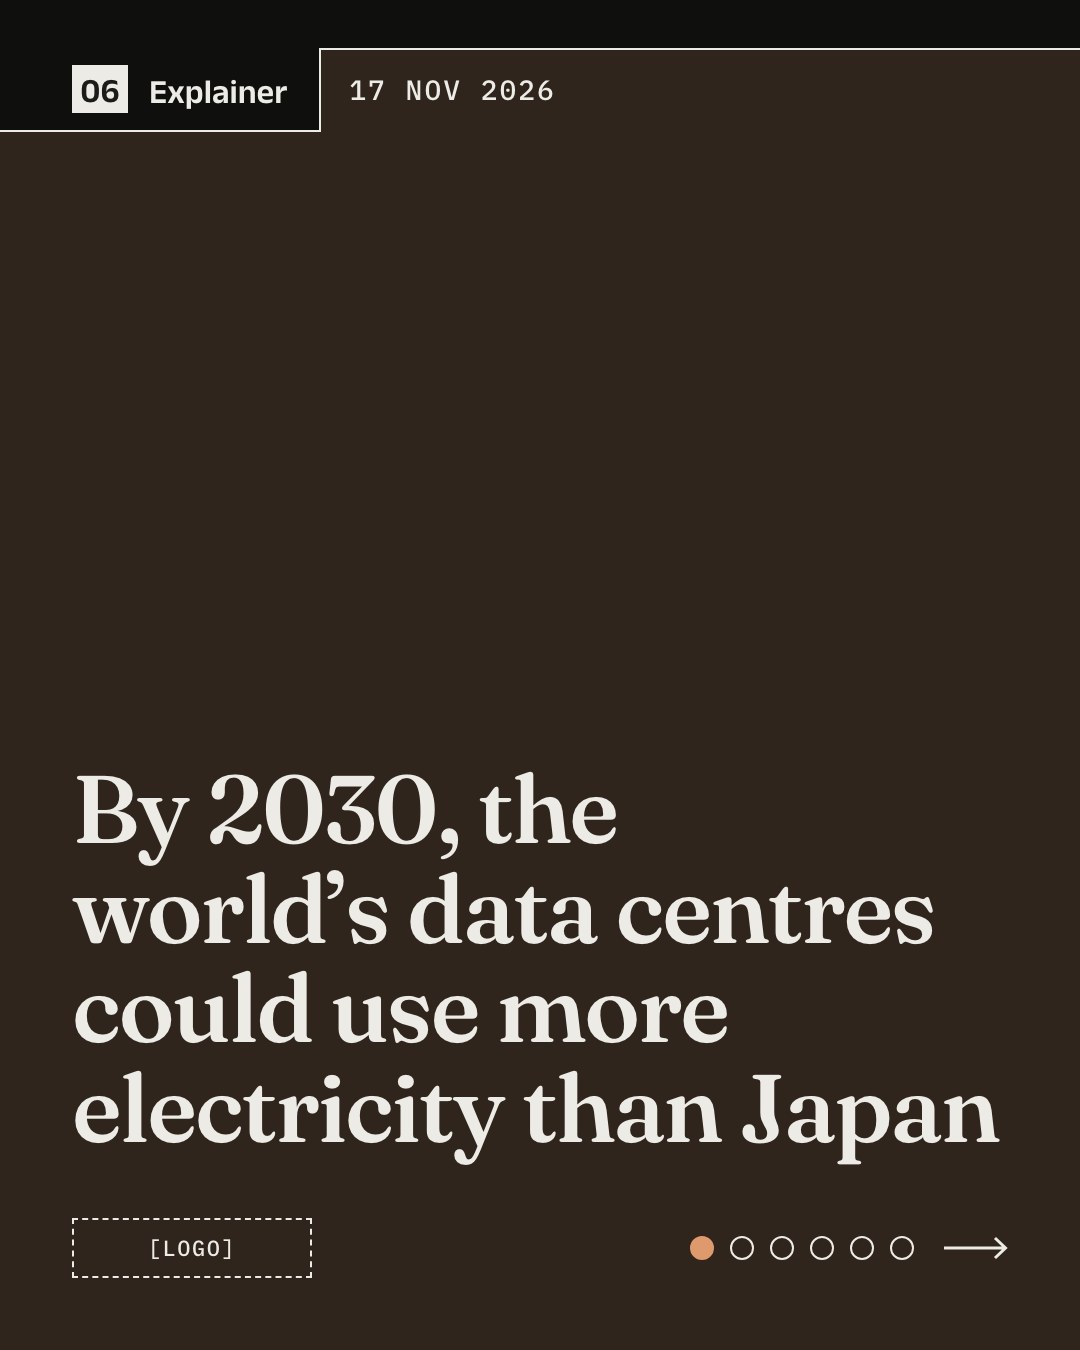 06 Explainer
17 NOV 2026
By 2030, the
world’s data centres
could use more
electricity than Japan
[LOGO]